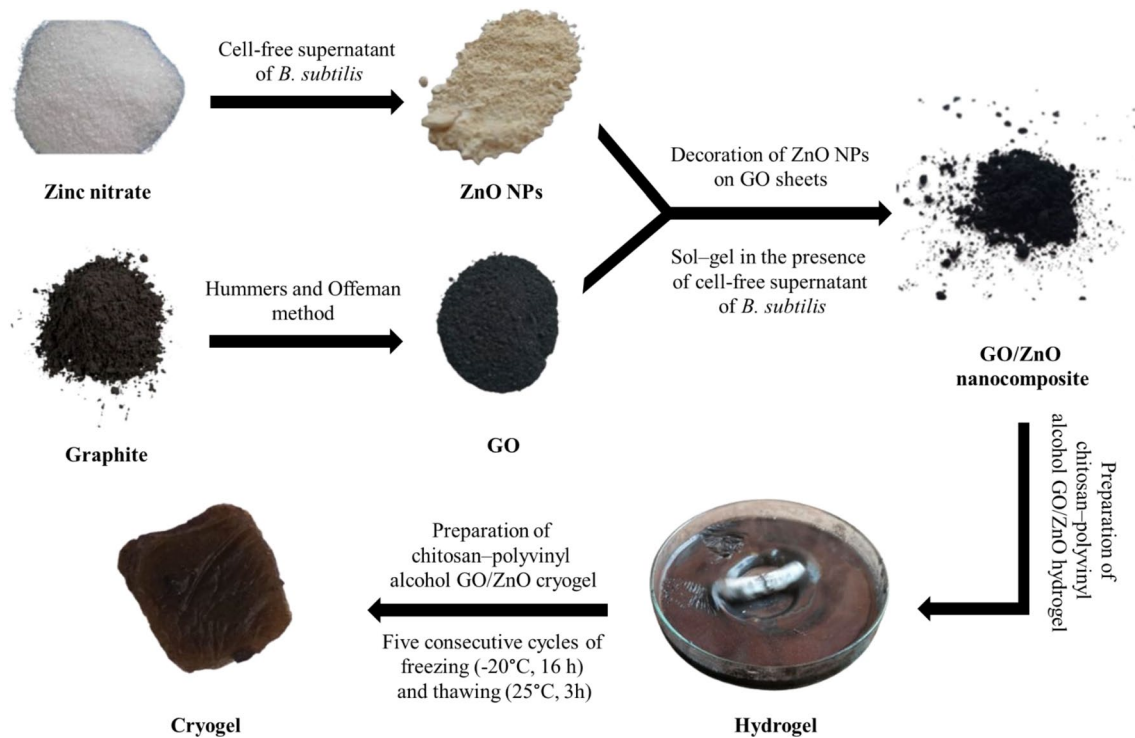 Cell-free supernatant
of B. subtilis
Zinc nitrate
ZnO NPs
Decoration of ZnO NPs
on GO sheets
Sol–gel in the presence
of cell-free supernatant
of B. subtilis
Hummers and Offeman
method
GO/ZnO
nanocomposite
Graphite
GO
Preparation of
chitosan–polyvinyl
alcohol GO/ZnO hydrogel
Preparation of
chitosan–polyvinyl
alcohol GO/ZnO cryogel
Five consecutive cycles of
freezing (-20°C, 16 h)
and thawing (25°C, 3h)
Cryogel
Hydrogel